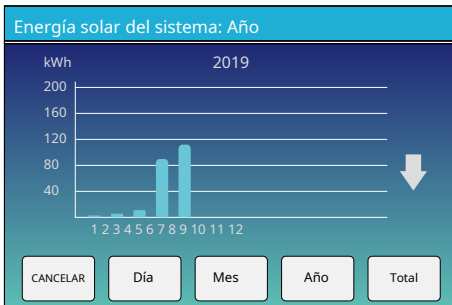 Energía solar del sistema: Año
kWh 2019
200
160
120
80
40
1 2 3 4 5 6 7 8 9 10 11 12
CANCELAR Día Mes Año Total